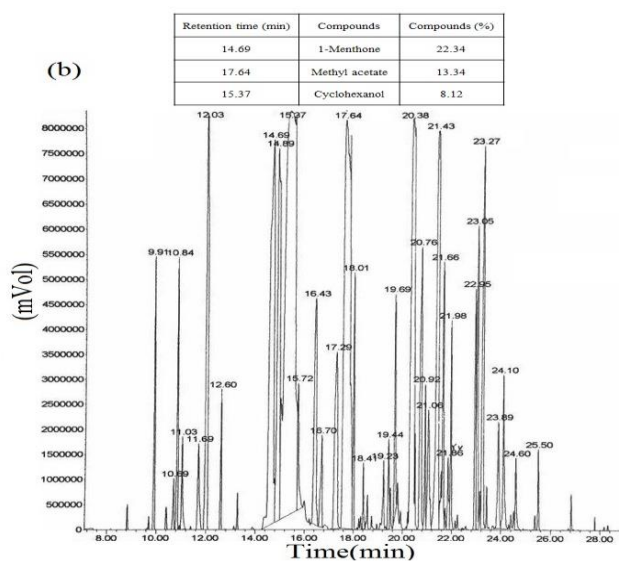 Retention time (min) Compounds Compounds (%)
14.69 1-Menthone 22.34
17.64 Methyl acetate 13.34
15.37 Cyclohexanol 8.12
(b)
12.03 15.37 17.64 20.38
8000000 14.69 21.43
14.89 23.27
7500000
7000000
6500000
6000000 23.05
5500000 9.91 10.84 20.76
21.66
5000000 18.01 22.95
4500000 16.43 19.69
21.98
4000000
3500000 17.29
3000000 24.10
12.60 15.72 20.92
2500000
21.06
2000000 11.03 23.89
11.69 16.70 19.44
1500000 21.86
18.41 19.23 24.60 25.50
1000000 10.69
500000
0
(mVol)
8.00 10.00 12.00 14.00 16.00 18.00 20.00 22.00 24.00 26.00 28.00
Time(min)